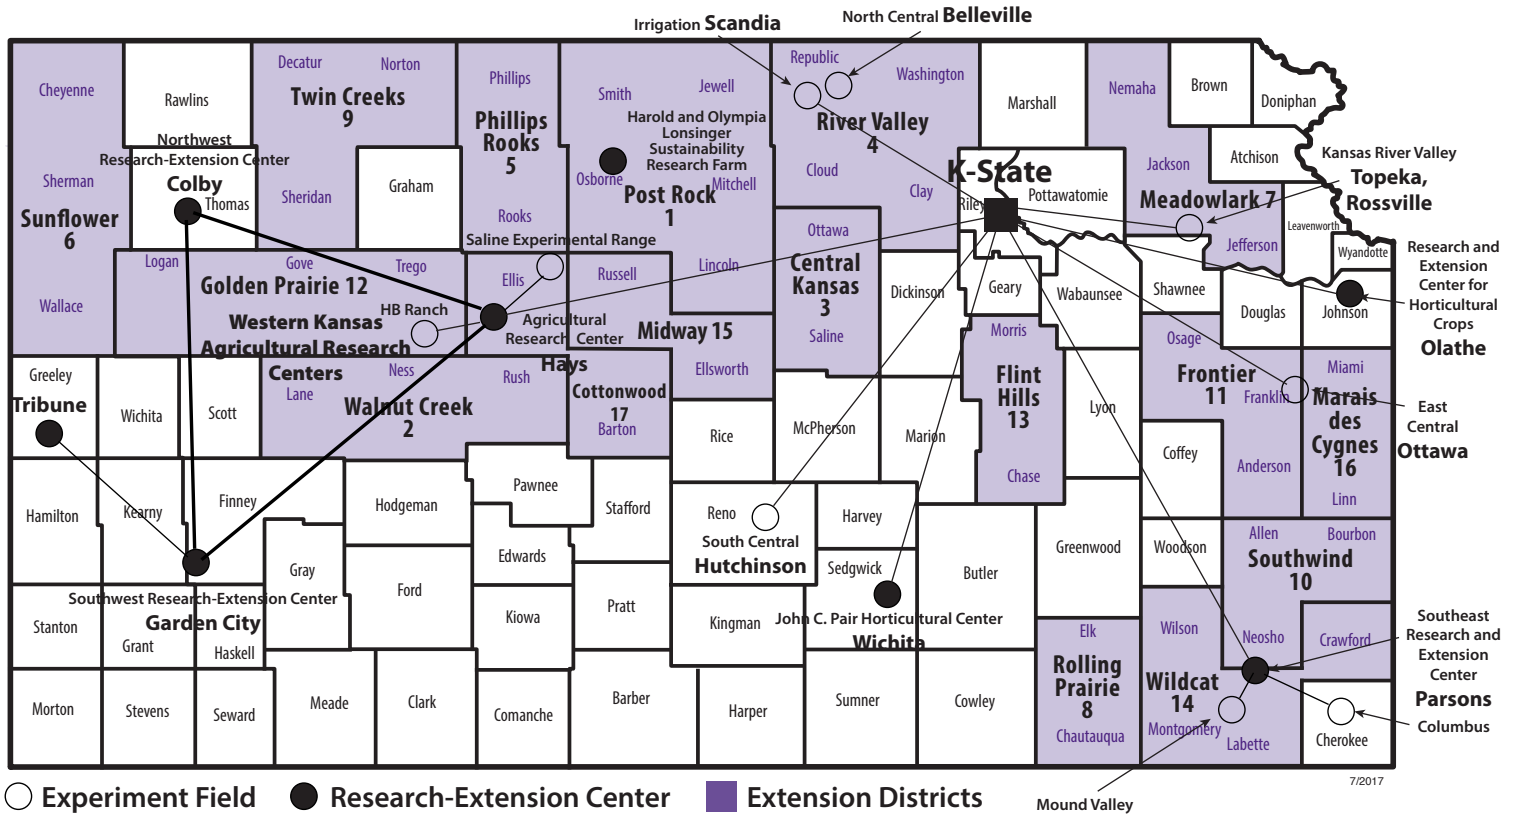 Irrigation Scandia
North Central Belleville
Cheyenne
Rawlins
Decatur
Norton
Twin Creeks
9
Phillips
Phillips
Rooks
5
Rooks
Smith
Jewell
Harold and Olympia
Lonsinger
Sustainability
Research Farm
Osborne
Mitchell
Post Rock
1
Lincoln
Republic
Washington
River Valley
4
Cloud
Clay
Marshall
Nemaha
Brown
Doniphan
Atchison
Jackson
Meadowlark 7
Jefferson
Kansas River Valley
Topeka,
Rossville
K-State
Riley
Pottawatomie
Leavenworth
Wyandotte
Northwest
Research-Extension Center
Colby
Thomas
Sherman
Sunflower
6
Wallace
Sheridan
Graham
Saline Experimental Range
Logan
Gove
Trego
Golden Prairie 12
Ellis
Russell
HB Ranch
Western Kansas
Agricultural Research
Centers
Agricultural
Research Center
Hays
Midway 15
Ellsworth
Ottawa
Central
Kansas
3
Saline
Dickinson
Geary
Wabaunsee
Shawnee
Douglas
Johnson
Research and
Extension
Center for
Horticultural
Crops
Olathe
Greeley
Tribune
Wichita
Scott
Lane
Ness
Rush
Walnut Creek
2
Cottonwood
17
Barton
Rice
McPherson
Marion
Morris
Flint
Hills
13
Chase
Lyon
Osage
Frontier
11
Franklin
Anderson
Coffey
Miami
Marais
des
Cygnes
16
Linn
East
Central
Ottawa
Hamilton
Kearny
Finney
Hodgeman
Pawnee
Stafford
Edwards
Gray
Ford
Kiowa
Pratt
Reno
South Central
Hutchinson
Harvey
Sedgwick
John C. Pair Horticultural Center
Wichita
Kingman
Butler
Greenwood
Woodson
Allen
Bourbon
Southwind
10
Neosho
Crawford
Southwest Research-Extension Center
Garden City
Stanton
Grant
Haskell
Morton
Stevens
Seward
Meade
Clark
Comanche
Barber
Harper
Sumner
Cowley
Elk
Rolling
Prairie
8
Chautauqua
Wilson
Wildcat
14
Montgomery
Labette
Cherokee
Southeast
Research and
Extension
Center
Parsons
Columbus
Mound Valley
7/2017
Experiment Field
Research-Extension Center
Extension Districts